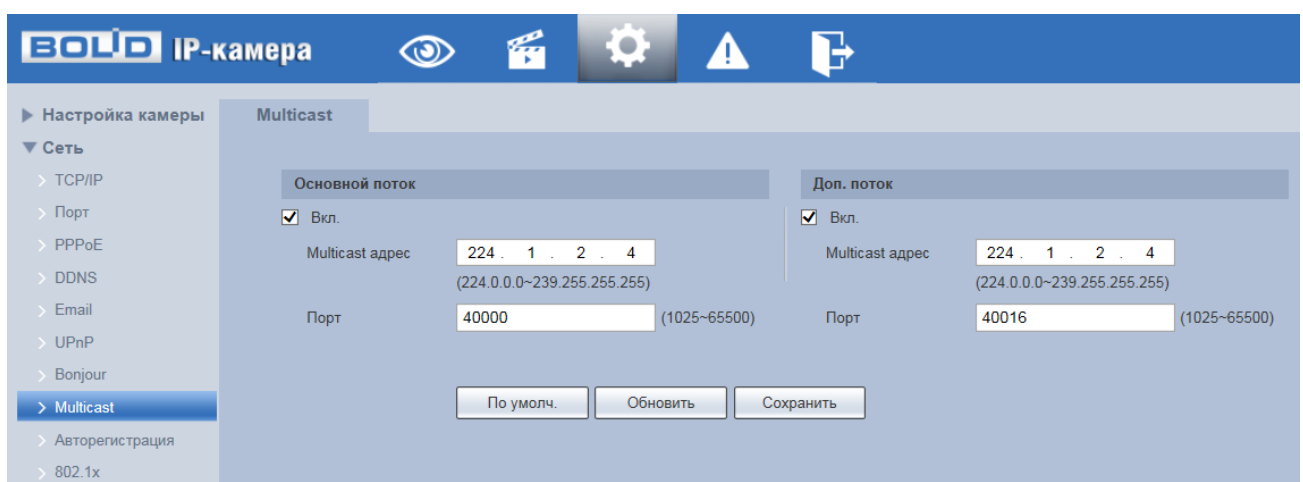 BOLID IP-камера
Настройка камеры
Multicast
Сеть
TCP/IP
Порт
PPPoE
DDNS
Email
UPnP
Bonjour
Multicast
Авторегистрация
802.1x
Основной поток
Вкл.
Multicast адрес 224 . 1 . 2 . 4
(224.0.0.0~239.255.255.255)
Порт 40000 (1025~65500)
Доп. поток
Вкл.
Multicast адрес 224 . 1 . 2 . 4
(224.0.0.0~239.255.255.255)
Порт 40016 (1025~65500)
По умолч. Обновить Сохранить